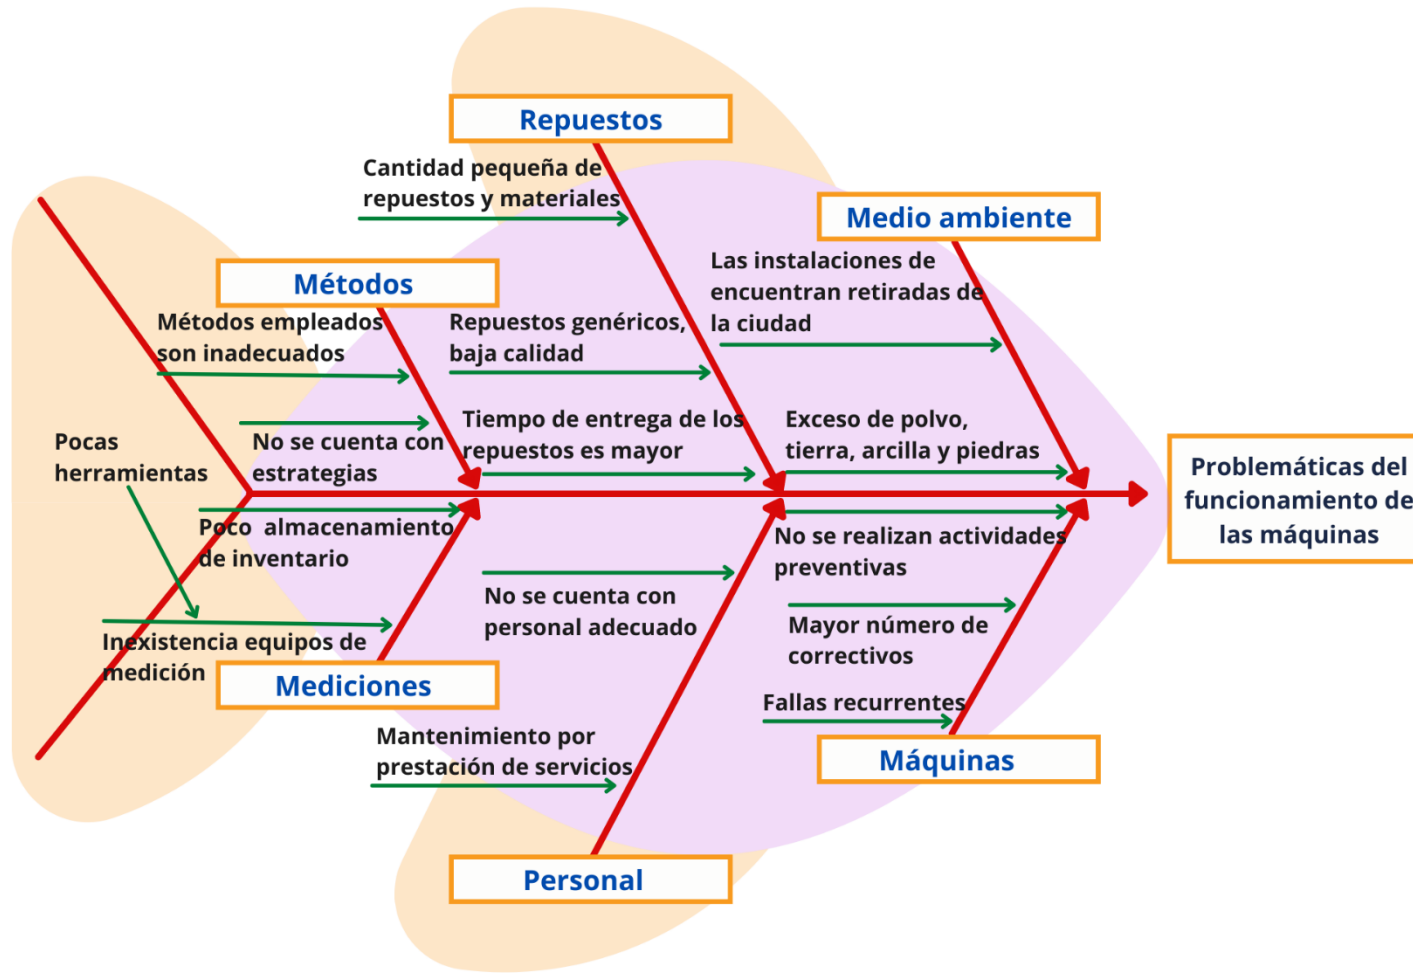 Repuestos
Cantidad pequeña de
repuestos y materiales
Repuestos genéricos,
baja calidad
Tiempo de entrega de los
repuestos es mayor
Medio ambiente
Las instalaciones de
encuentran retiradas de
la ciudad
Exceso de polvo,
tierra, arcilla y piedras
Métodos
Métodos empleados
son inadecuados
No se cuenta con
estrategias
Pocas
herramientas
Poco almacenamiento
de inventario
Inexistencia equipos de
medición
Mediciones
No se cuenta con
personal adecuado
Mantenimiento por
prestación de servicios
Personal
No se realizan actividades
preventivas
Mayor número de
correctivos
Fallas recurrentes
Máquinas
Problemáticas del
funcionamiento de
las máquinas